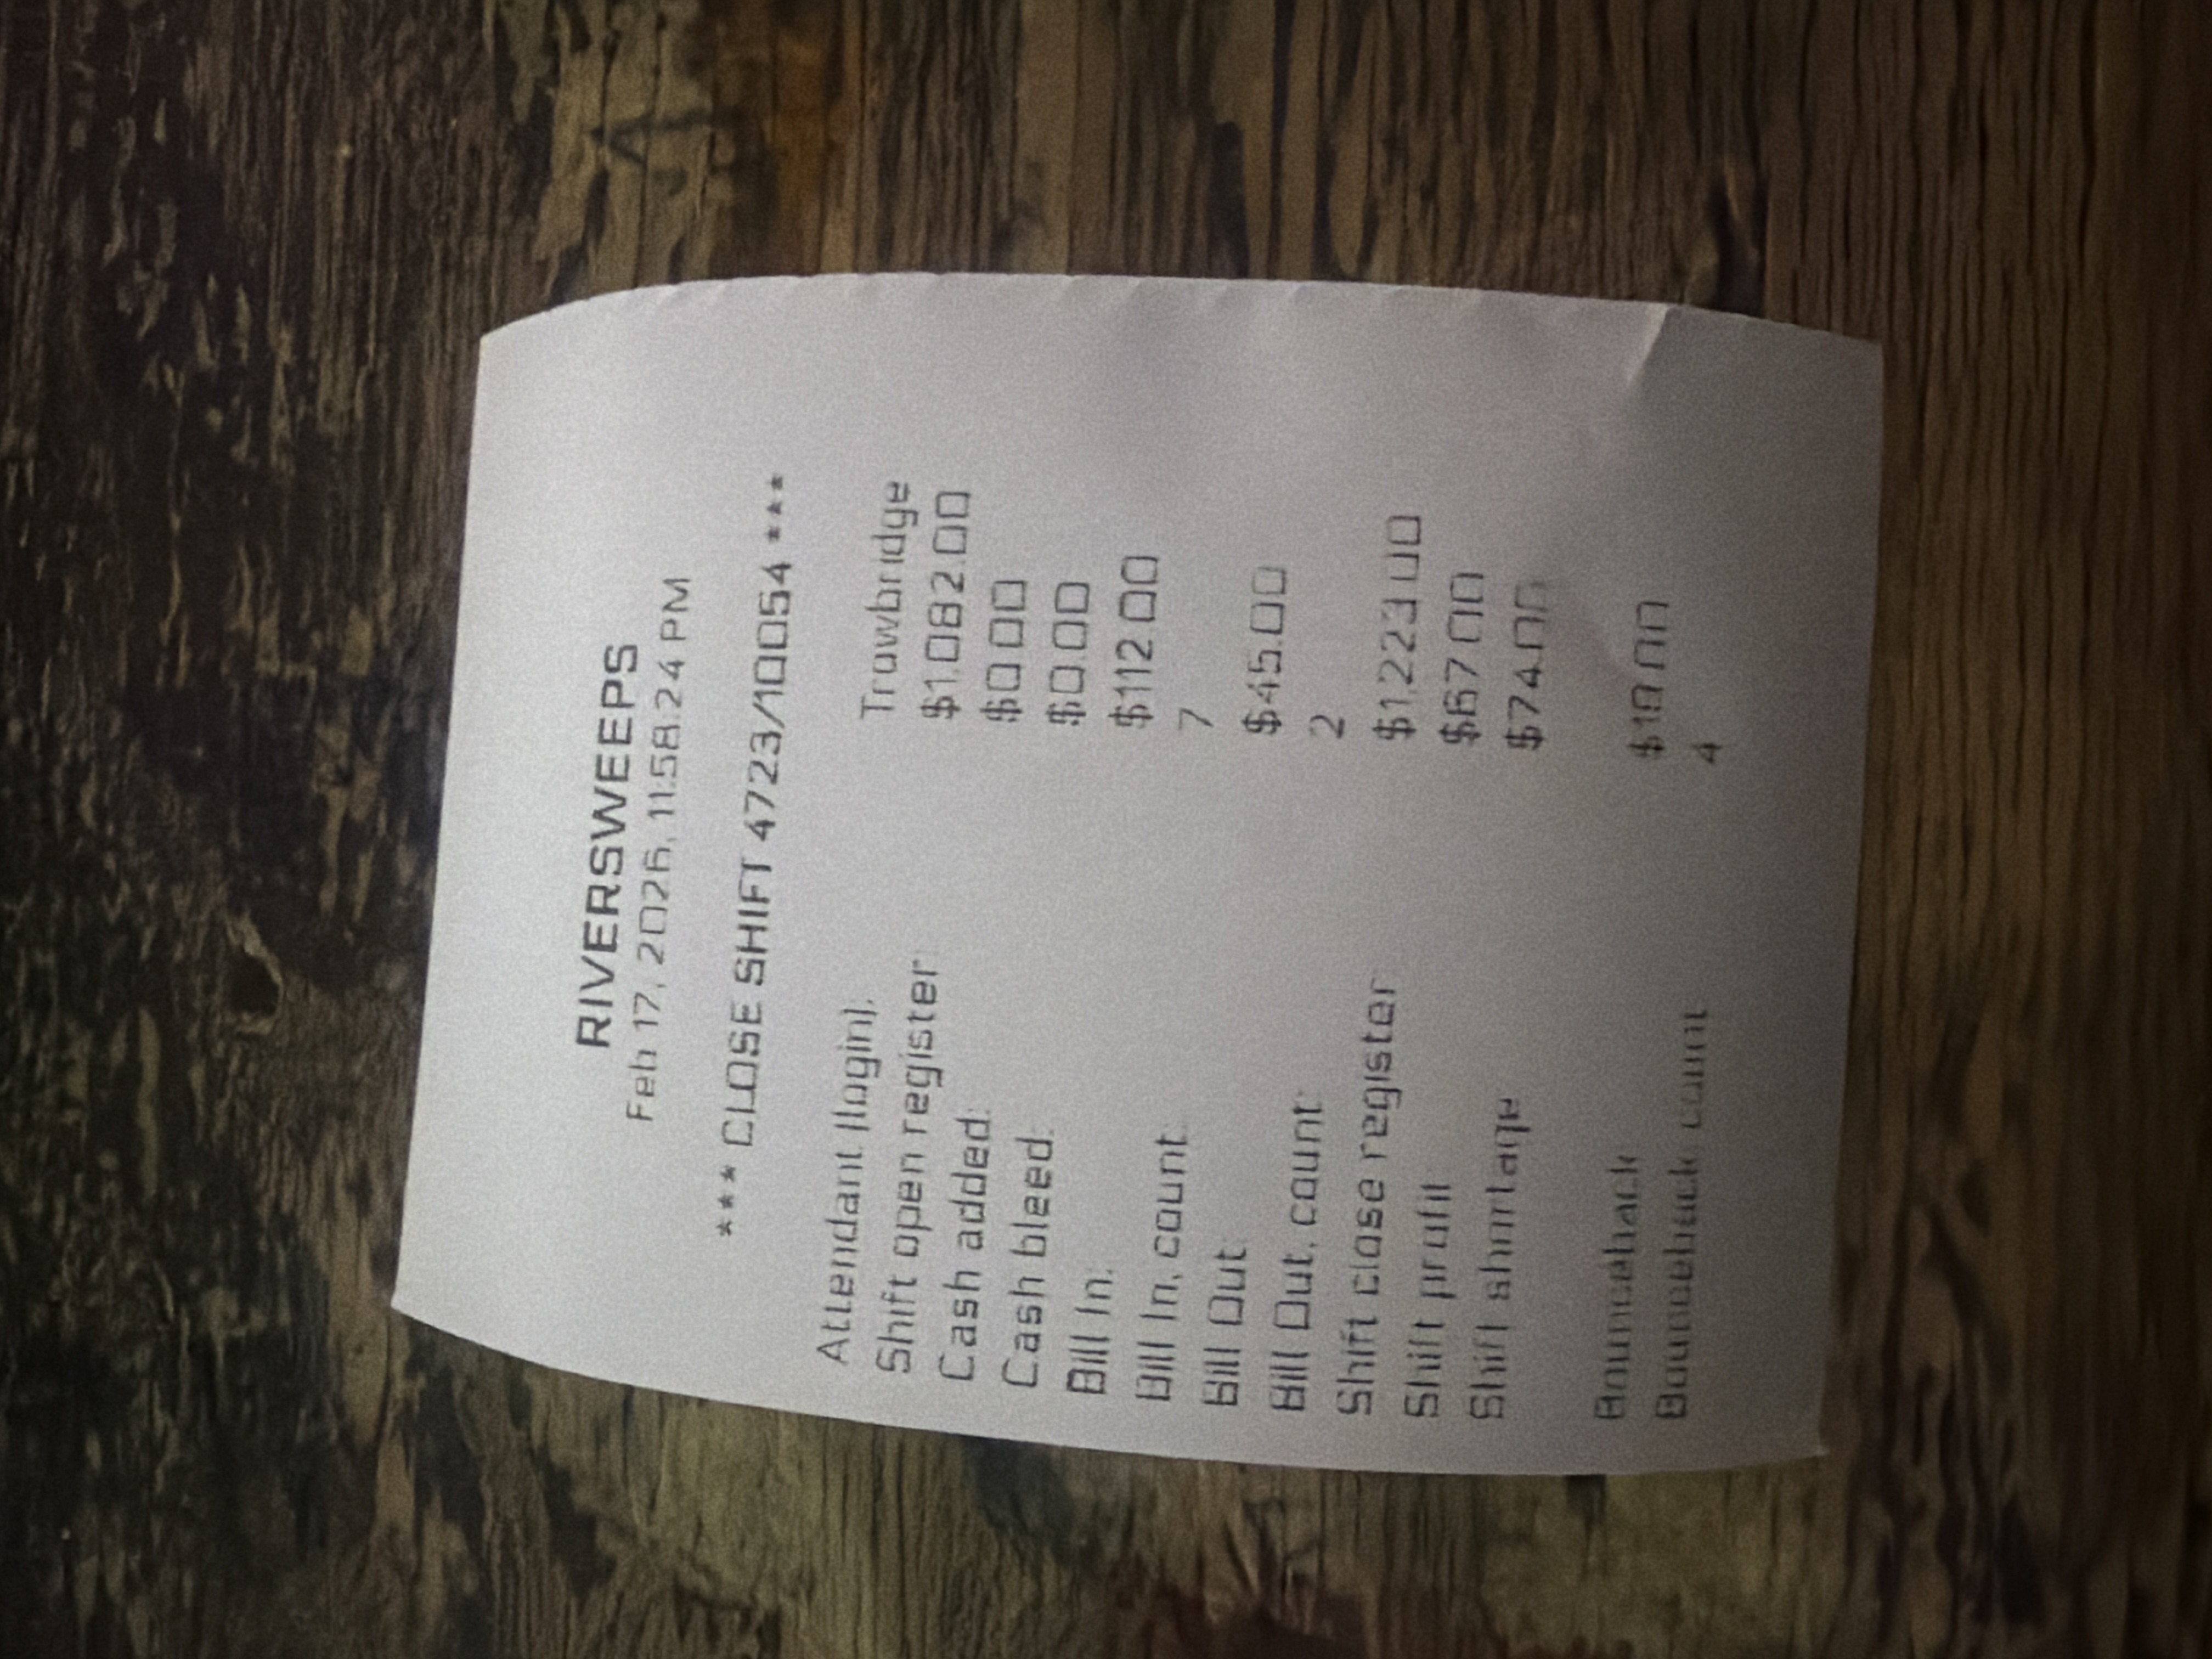 RIVERSWEEPS
Feb 17, 2026, 11:58:24 PM
*** CLOSE SHIFT 4723/10054 ***
Attendant (login): Trowbridge
Shift open register: $1,082.00
Cash added: $0.00
Cash bleed: $0.00
Bill In: $112.00
Bill In, count: 7
Bill Out: $45.00
Bill Out, count: 2
Shift close register: $1,223.00
Shift profit $67.00
Shift shortage $74.00
Bounceback $18.00
Bounceback count 4